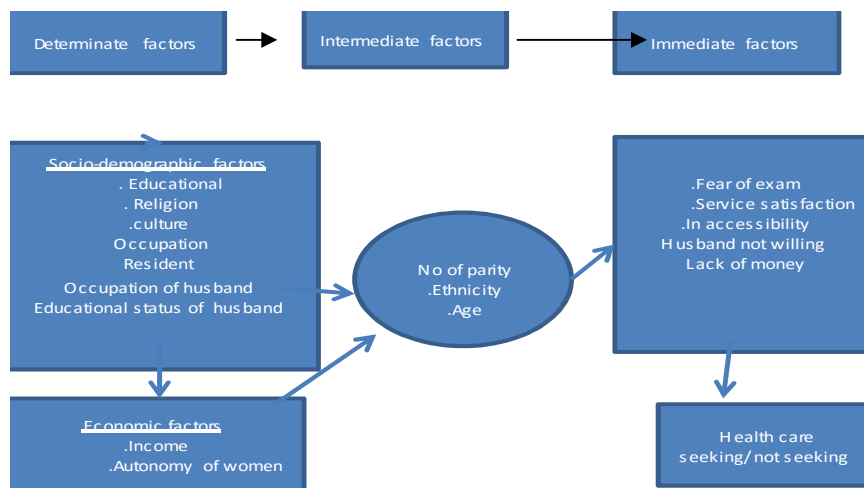 Determinate factors
Intermediate factors
Immediate factors
Socio-demographic factors
. Educational
. Religion
.culture
Occupation
Resident
Occupation of husband
Educational status of husband
No of parity
.Ethnicity
.Age
.Fear of exam
.Service satisfaction
.In accessibility
Husband not willing
Lack of money
Economic factors
.Income
.Autonomy of women
Health care
seeking/not seeking